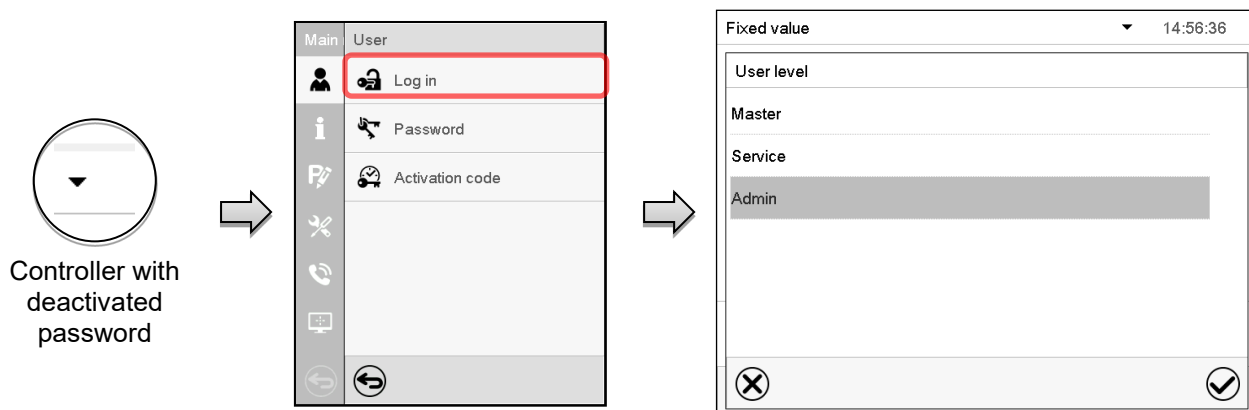 Controller with
deactivated
password
Main
User
Log in
Password
Activation code
Fixed value
14:56:36
User level
Master
Service
Admin